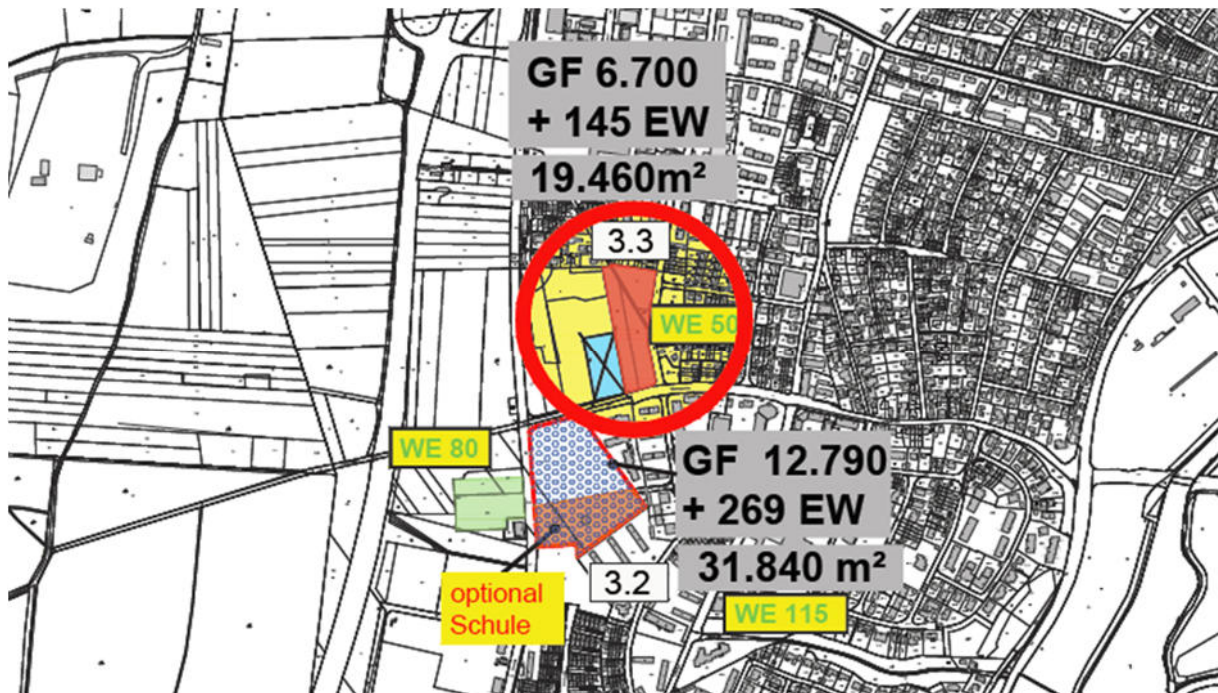 GF 6.700
+ 145 EW
19.460m²
3.3
WE 50
WE 80
GF 12.790
+ 269 EW
31.840 m²
optional
Schule
3.2
WE 115